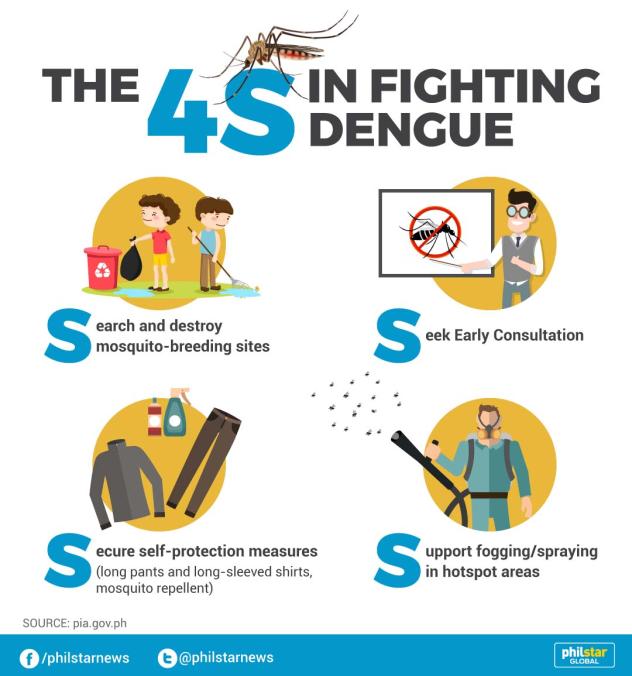 THE 4S IN FIGHTING
DENGUE
Search and destroy
mosquito-breeding sites
Seek Early Consultation
Secure self-protection measures
(long pants and long-sleeved shirts,
mosquito repellent)
Support fogging/spraying
in hotspot areas
SOURCE: pia.gov.ph
/philstarnews
@philstarnews
philstar
GLOBAL